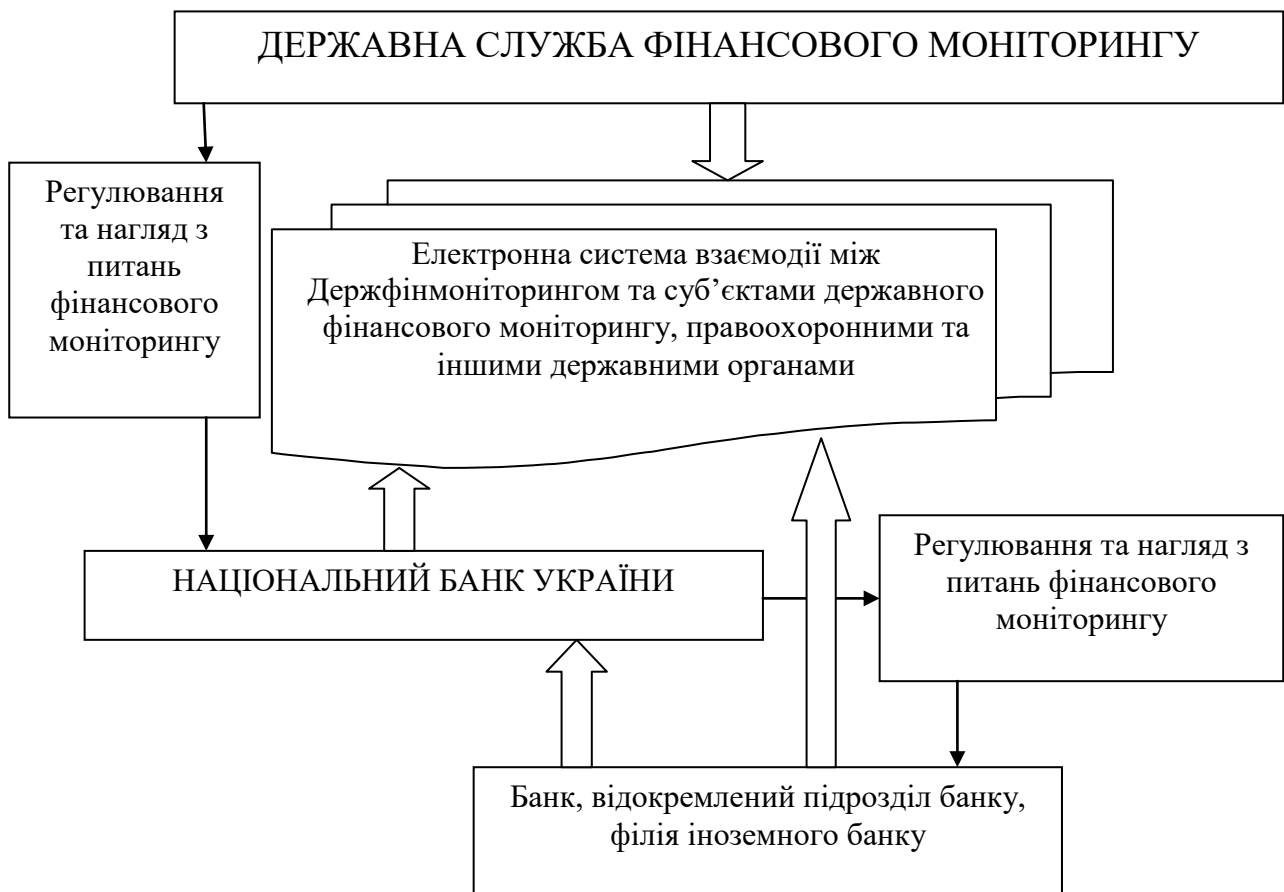 ДЕРЖАВНА СЛУЖБА ФІНАНСОВОГО МОНІТОРИНГУ
Регулювання
та нагляд з
питань
фінансового
моніторингу
Електронна система взаємодії між
Держфінмоніторингом та суб’єктами державного
фінансового моніторингу, правоохоронними та
іншими державними органами
НАЦІОНАЛЬНИЙ БАНК УКРАЇНИ
Регулювання та нагляд з
питань фінансового
моніторингу
Банк, відокремлений підрозділ банку,
філія іноземного банку